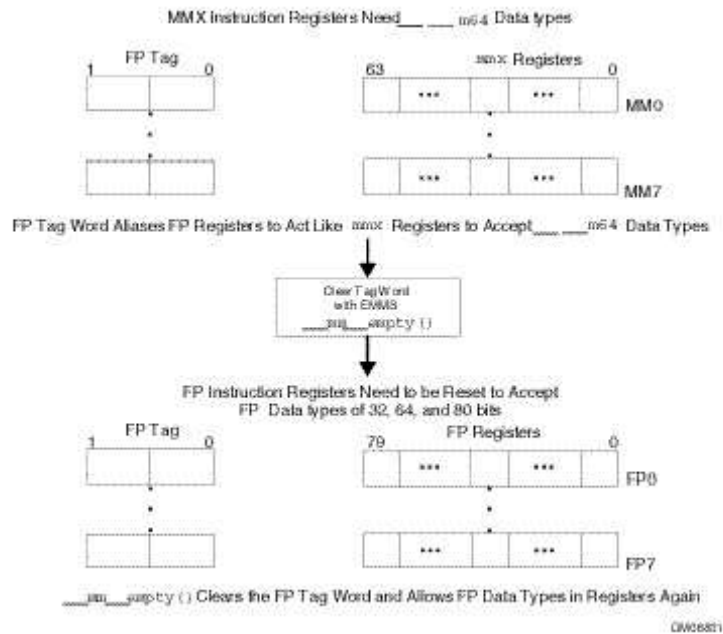 MMX Instruction Registers Need__ __m64 Data types
FP Tag
mmx Registers
1 0
63 0
... ...
MM0
... ...
MM7
FP Tag Word Aliases FP Registers to Act Like mmx Registers to Accept__ __m64 Data Types
Clear Tag Word
with EMMS
__mm__empty()
FP Instruction Registers Need to be Reset to Accept
FP Data types of 32, 64, and 80 bits
FP Tag
FP Registers
1 0
79 0
... ...
FP0
... ...
FP7
__mm__empty() Clears the FP Tag Word and Allows FP Data Types in Registers Again